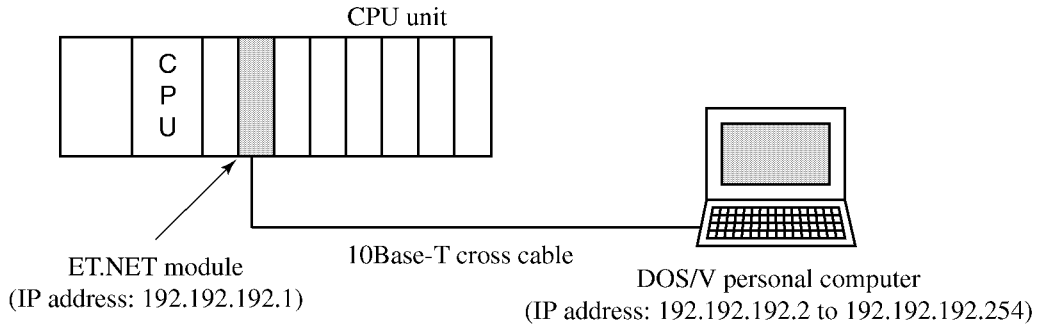 CPU unit
C
P
U
ET.NET module
(IP address: 192.192.192.1)
10Base-T cross cable
DOS/V personal computer
(IP address: 192.192.192.2 to 192.192.192.254)